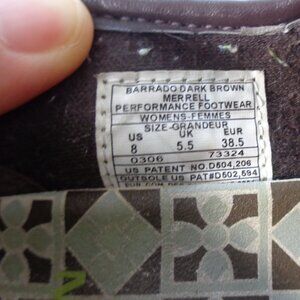 BARRADO DARK BROWN
MERRELL
PERFORMANCE FOOTWEAR
WOMENS-FEMMES
SIZE-GRANDEUR
US UK EUR
8 5.5 38.5
0306 73324
US PATENT NO.D504,206
OUTSOLE US PAT#D502,594